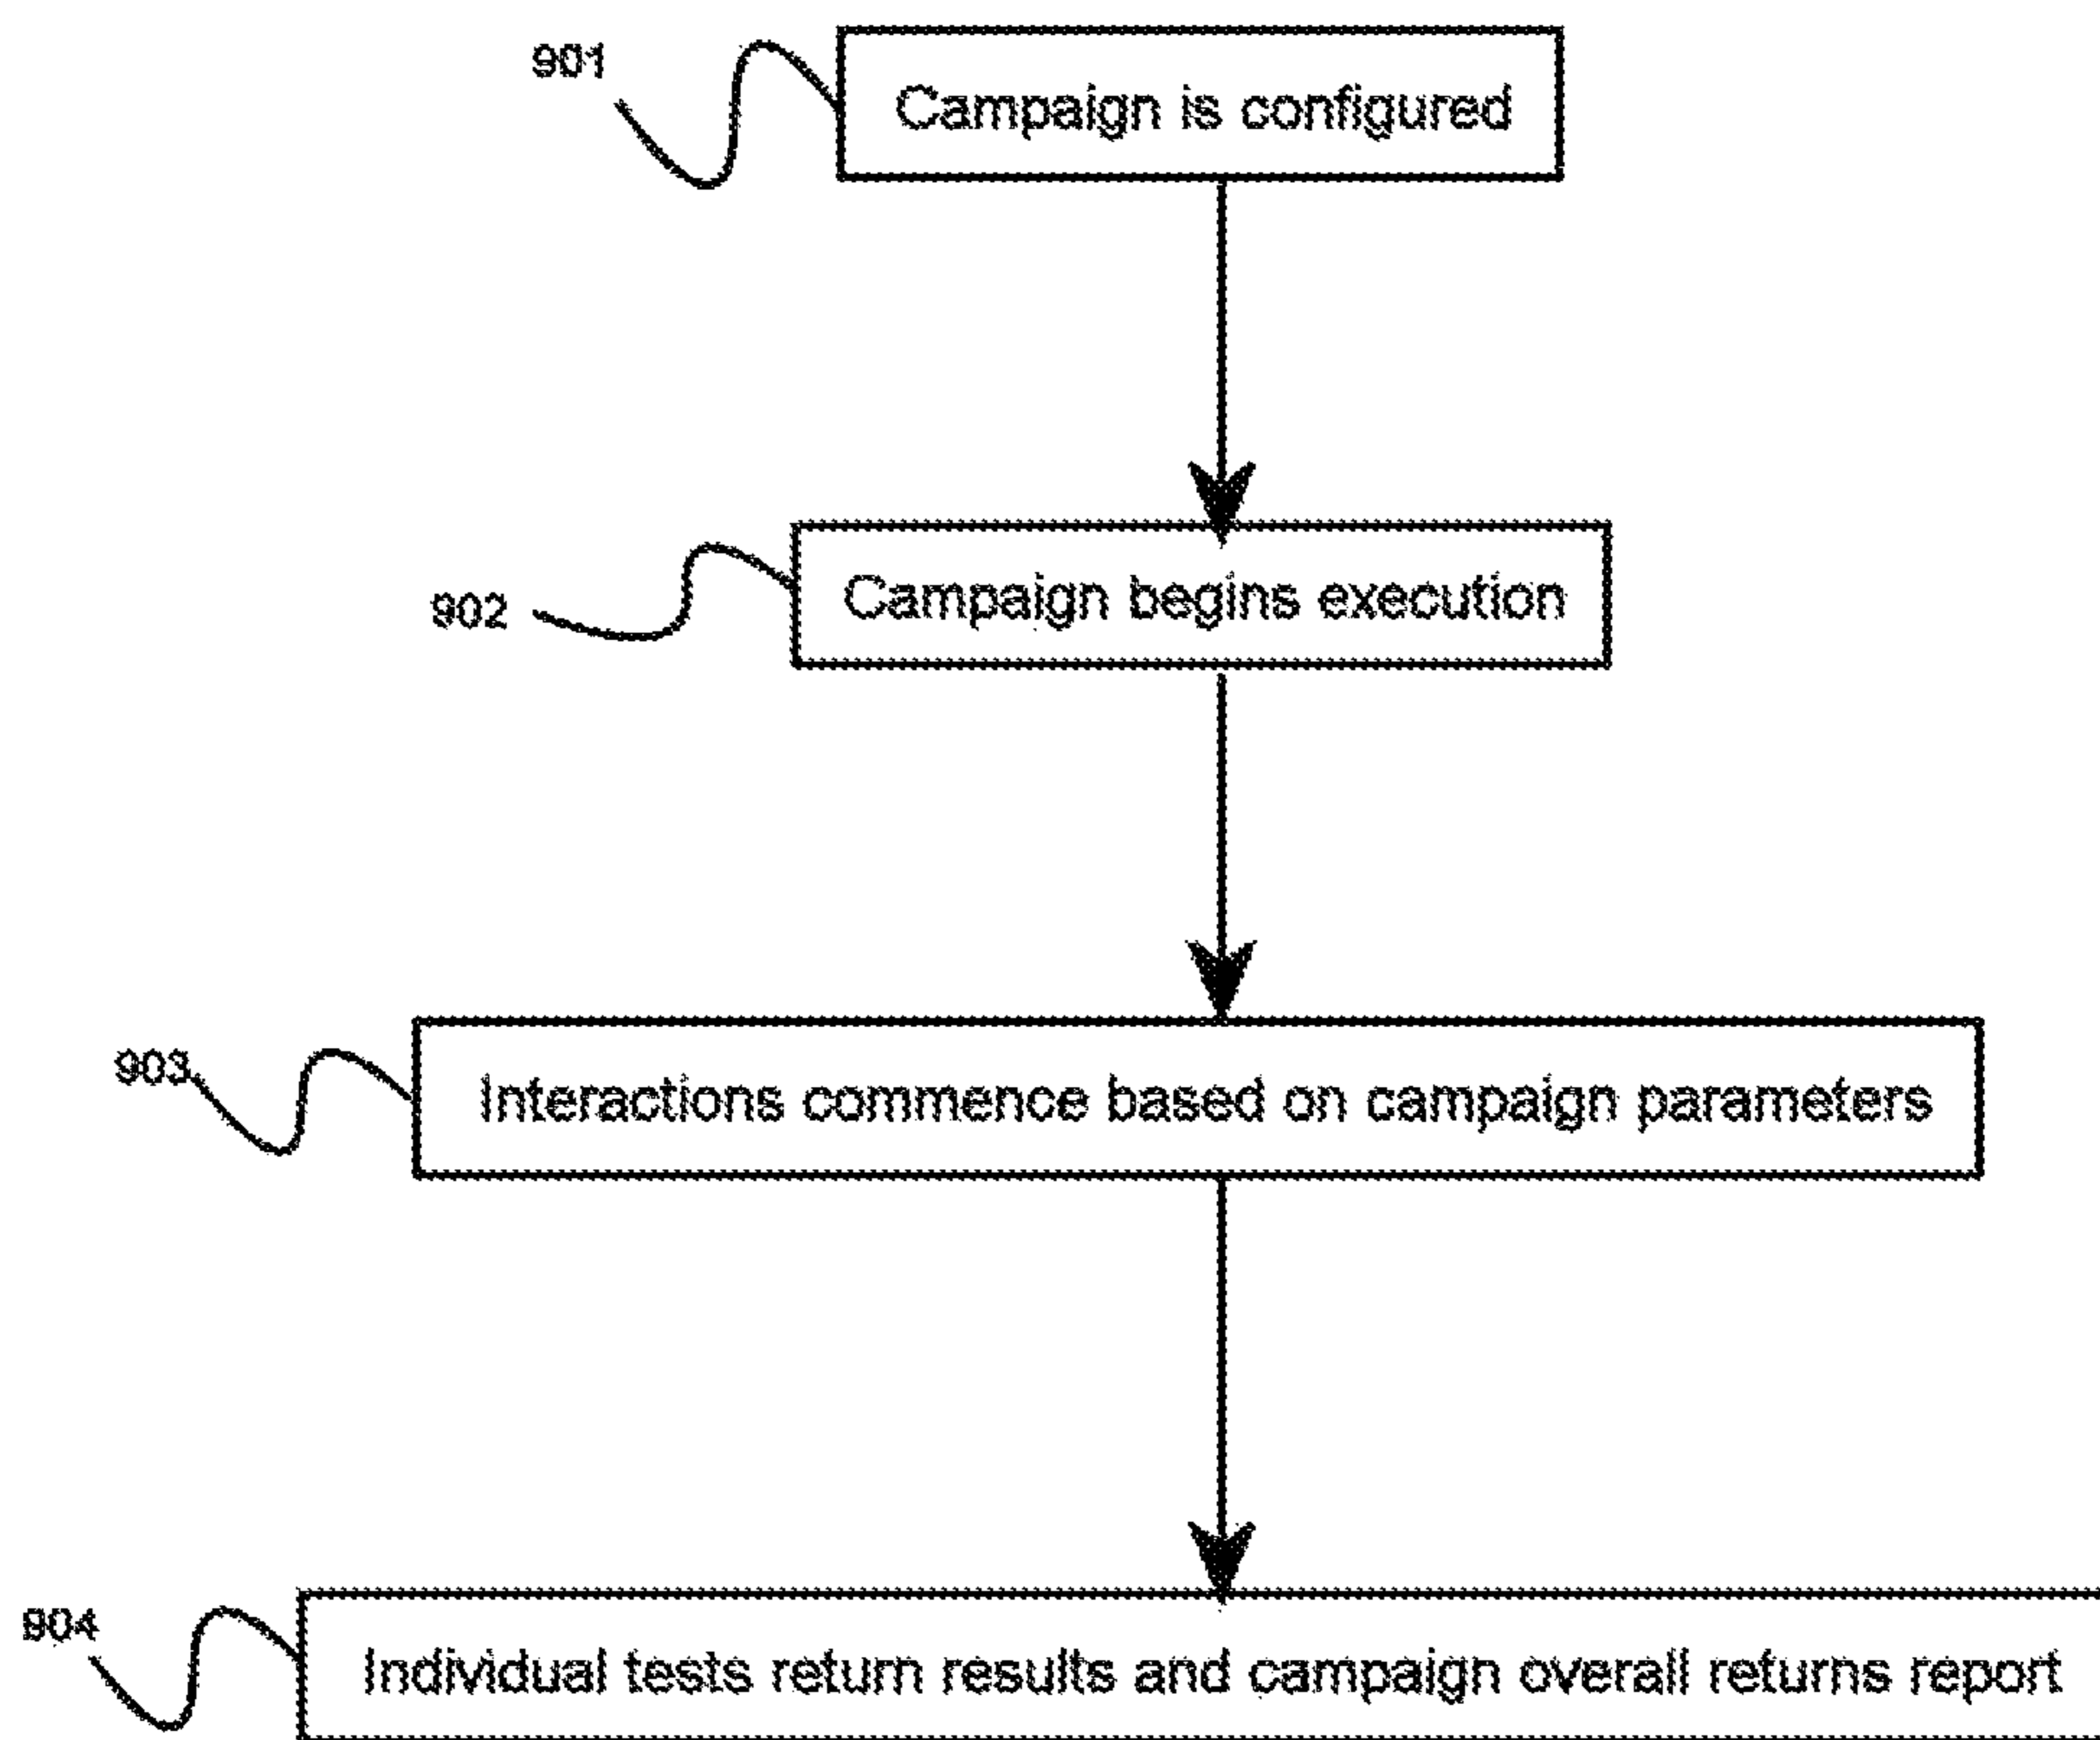 901
Campaign is configured
902
Campaign begins execution
903
Interactions commence based on campaign parameters
904
Individual tests return results and campaign overall returns report